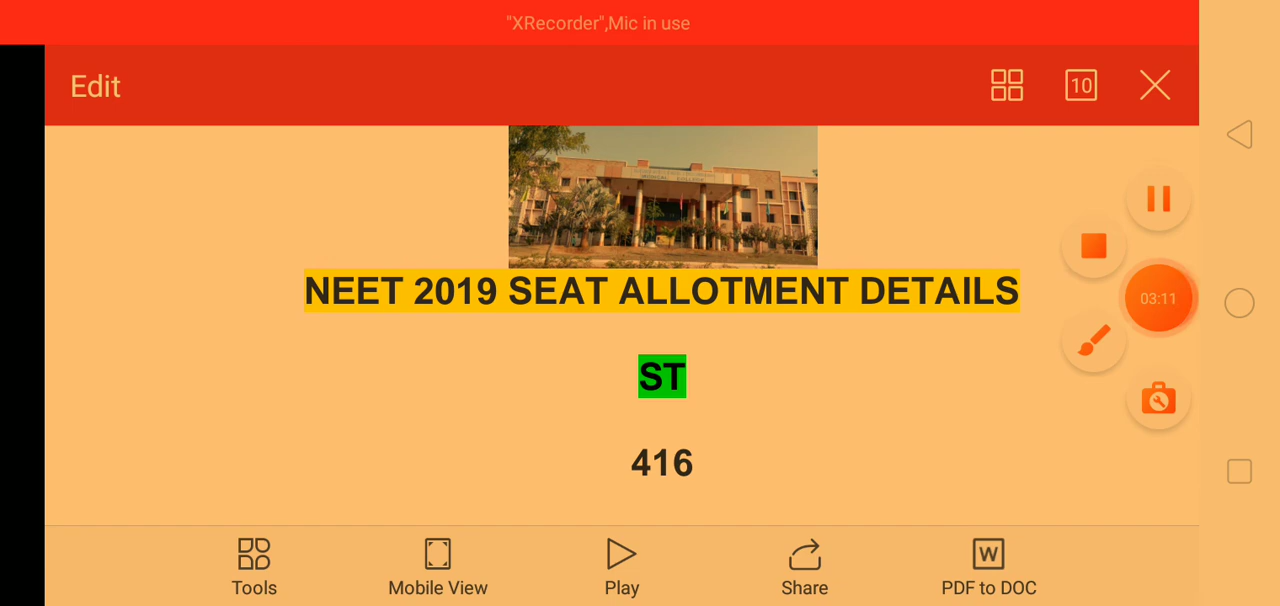 "XRecorder",Mic in use
Edit
10
NEET 2019 SEAT ALLOTMENT DETAILS
03:11
ST
416
Tools
Mobile View
Play
Share
W
PDF to DOC